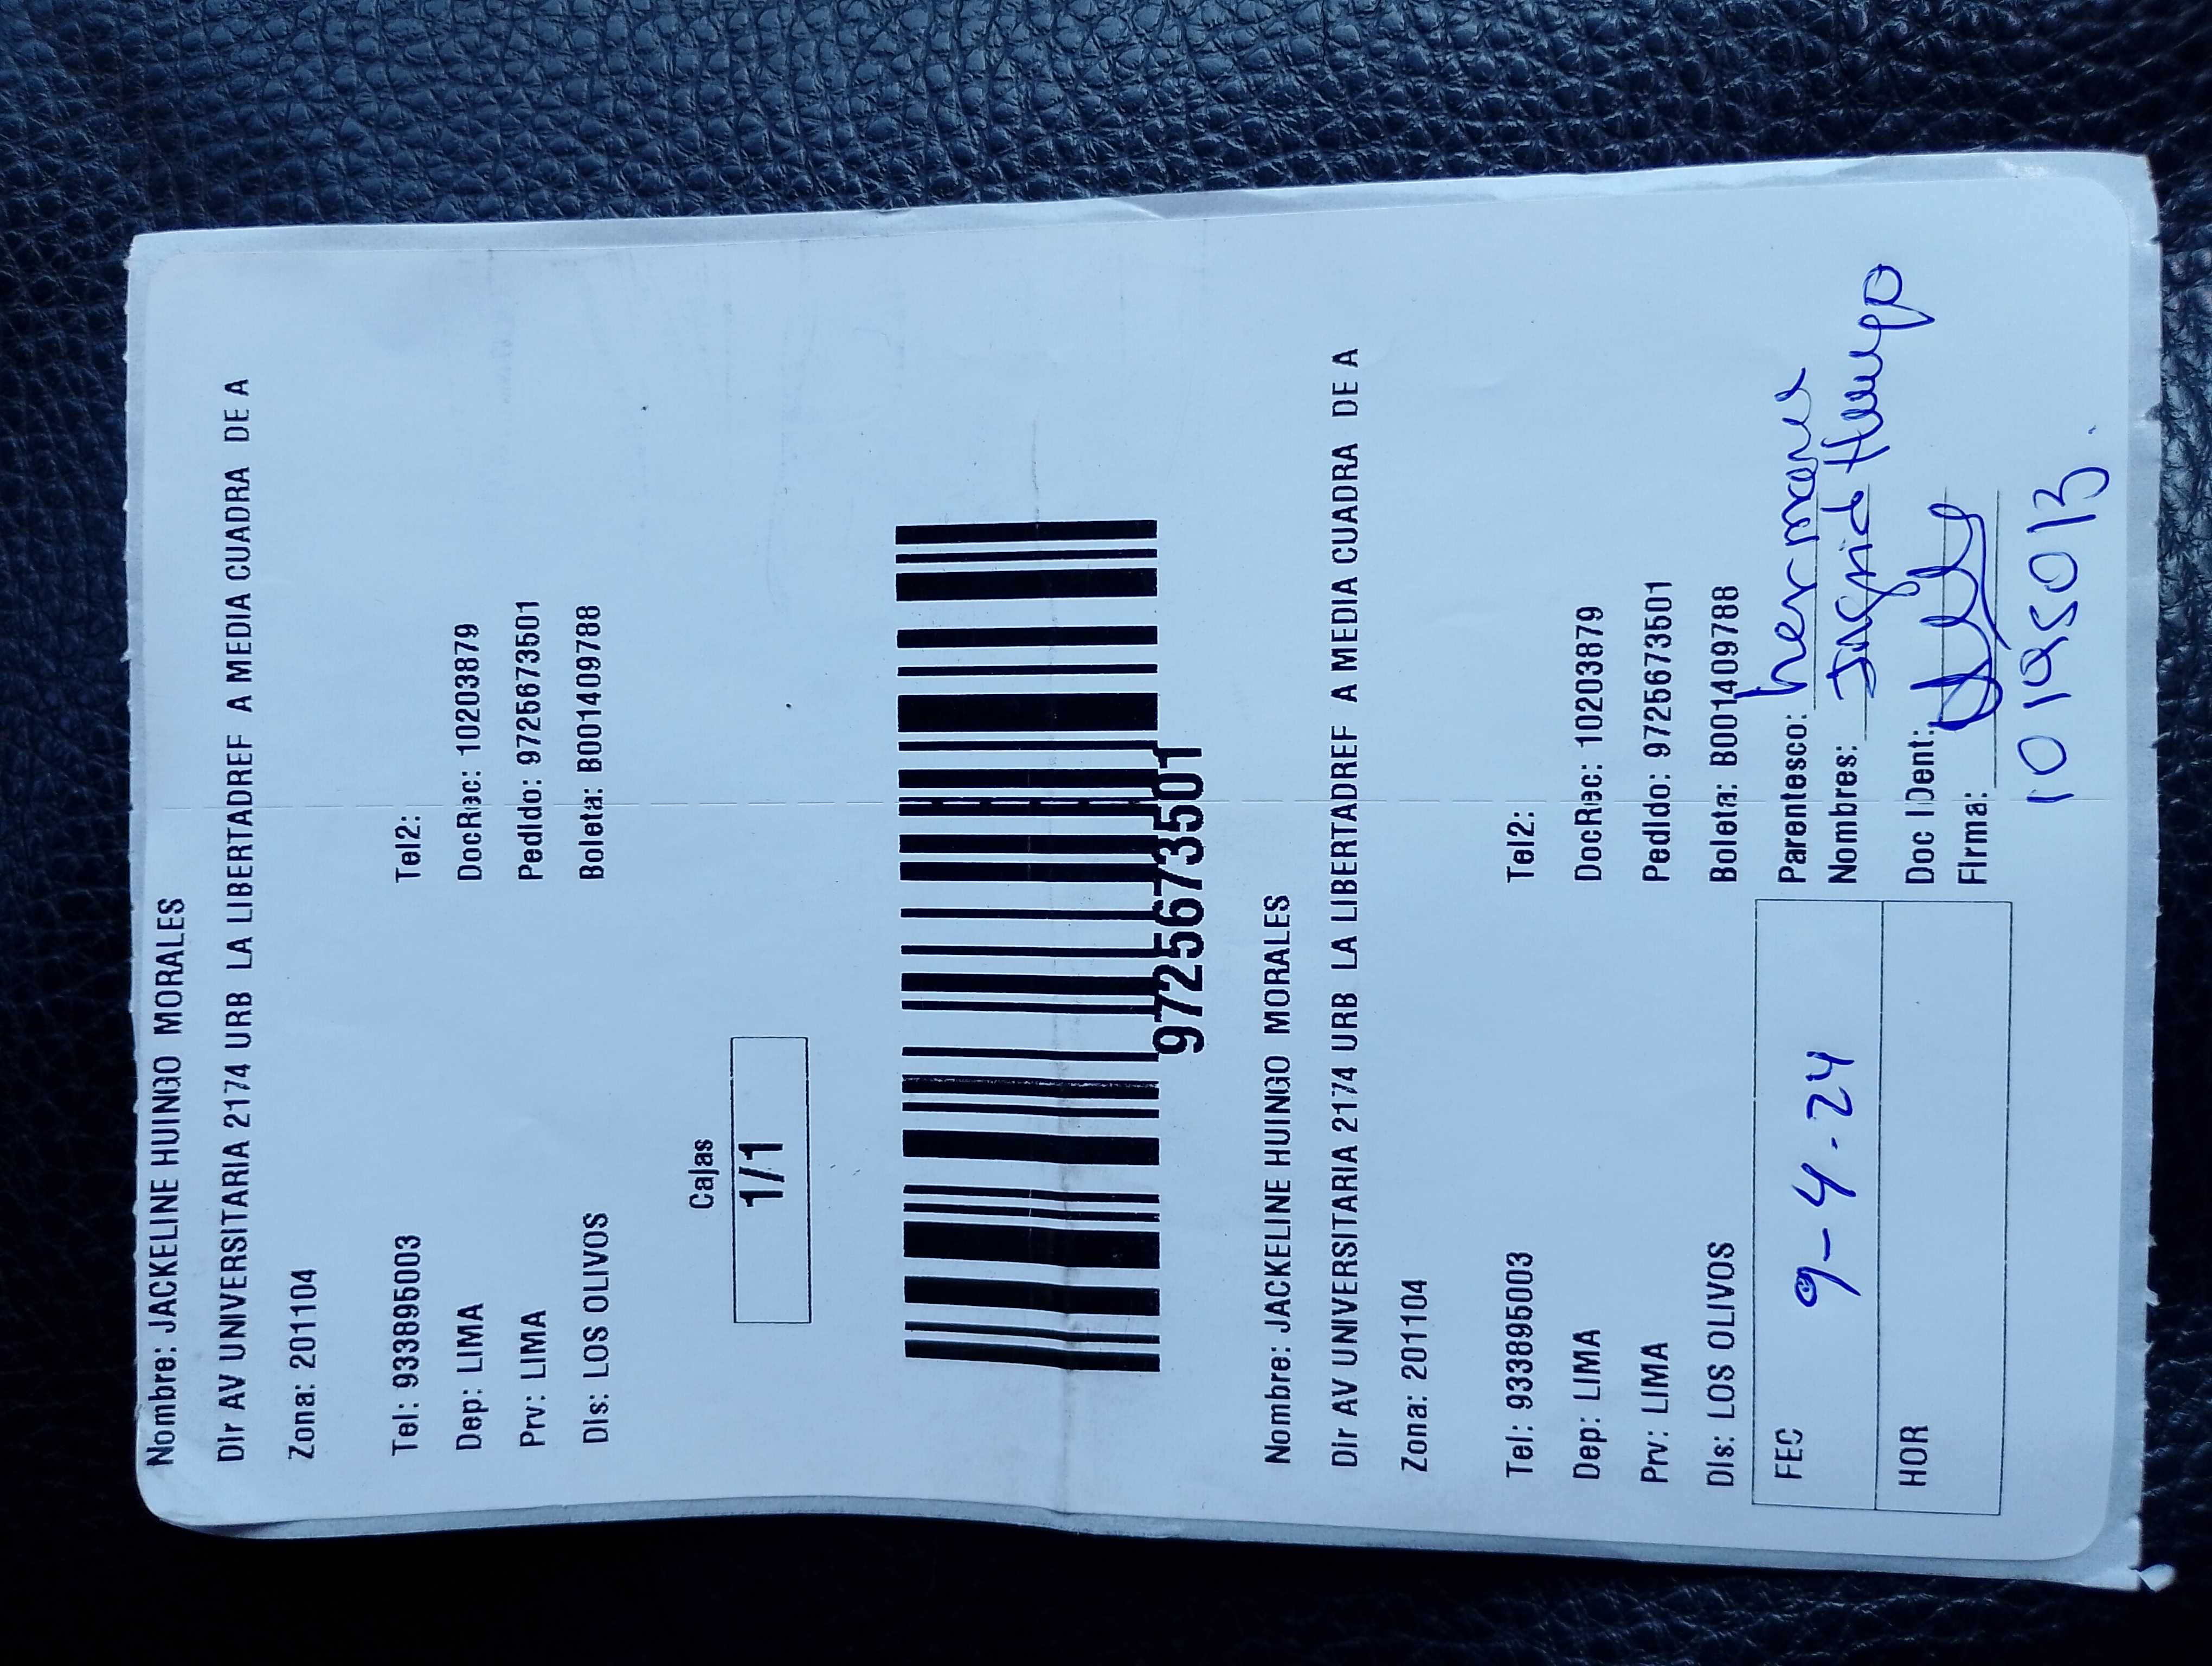 Nombre: JACKELINE HUINGO MORALES
Dir AV UNIVERSITARIA 2174 URB LA LIBERTADREF A MEDIA CUADRA DE A
Zona: 201104
Tel: 933895003 Tel2:
Dep: LIMA DocRec: 10203879
Prv: LIMA Pedido: 9725673501
Dis: LOS OLIVOS Boleta: B001409788
Cajas
1/1
9725673501
Nombre: JACKELINE HUINGO MORALES
Dir AV UNIVERSITARIA 2174 URB LA LIBERTADREF A MEDIA CUADRA DE A
Zona: 201104
Tel: 933895003 Tel2:
Dep: LIMA DocRec: 10203879
Prv: LIMA Pedido: 9725673501
Dis: LOS OLIVOS Boleta: B001409788
FEC 9-4-24 Parentesco: hermana
Nombres: Ingrid Huingo
HOR Doc IDent:
Firma:
10195013.